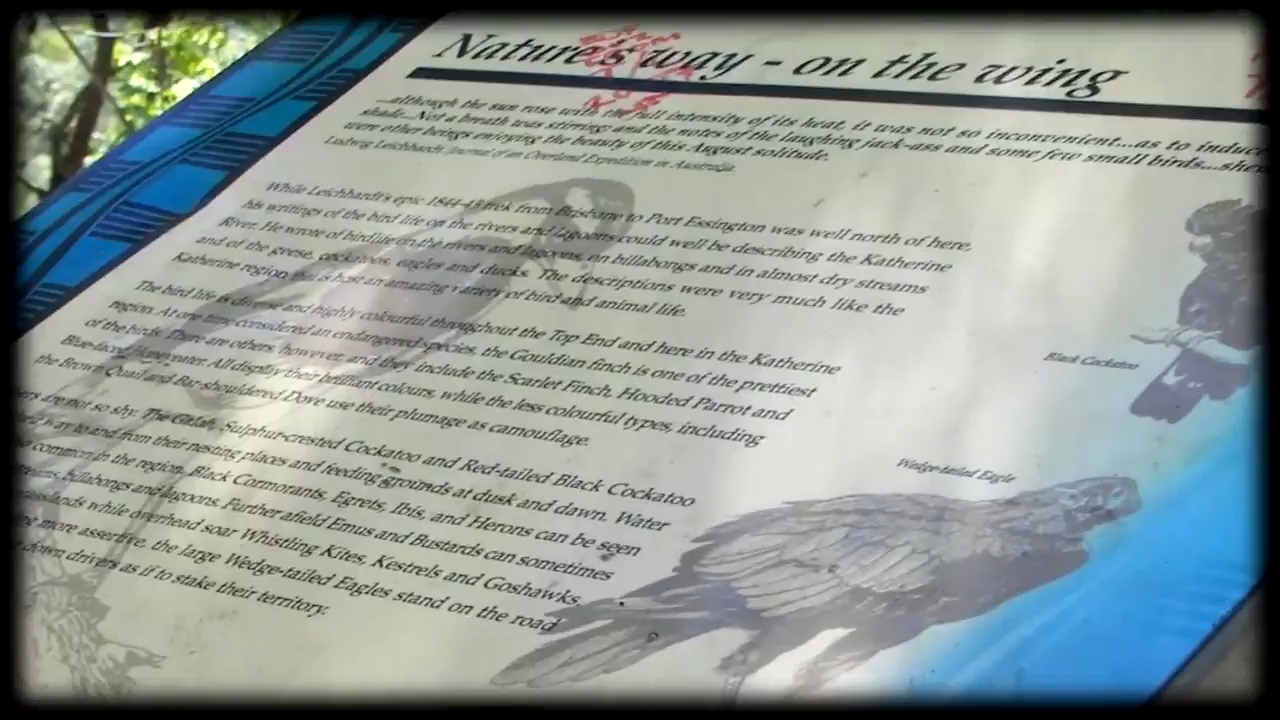 Nature's way - on the wing
...although the sun rose with the full intensity of its heat, it was not so inconvenient...as to induce
shade...Not a breath was stirring; and the notes of the laughing jack-ass and some few small birds...shew
were other beings enjoying the beauty of this August solitude.
Ludwig Leichhardt. Journal of an Overland Expedition in Australia.
While Leichhardt's epic 1844-45 trek from Brisbane to Port Essington was well north of here,
his writings of the bird life on the rivers and lagoons could well be describing the Katherine
River. He wrote of birdlife on the rivers and lagoons, on billabongs and in almost dry streams
and of the geese, cockatoos, eagles and ducks. The descriptions were very much like the
Katherine region that is host an amazing variety of bird and animal life.
The bird life is diverse and highly colourful throughout the Top End and here in the Katherine
region. At one time considered an endangered species, the Gouldian finch is one of the prettiest
of the birds. There are others, however, and they include the Scarlet Finch, Hooded Parrot and
Blue-faced Honeyeater. All display their brilliant colours, while the less colourful types, including
the Brown Quail and Bar-shouldered Dove use their plumage as camouflage.
are not so shy. The Galah, Sulphur-crested Cockatoo and Red-tailed Black Cockatoo
way to and from their nesting places and feeding grounds at dusk and dawn. Water
common in the region. Black Cormorants, Egrets, Ibis, and Herons can be seen
billabongs and lagoons. Further afield Emus and Bustards can sometimes
while overhead soar Whistling Kites, Kestrels and Goshawks.
more assertive, the large Wedge-tailed Eagles stand on the road
down drivers as if to stake their territory.
Black Cockatoo
Wedge-tailed Eagle